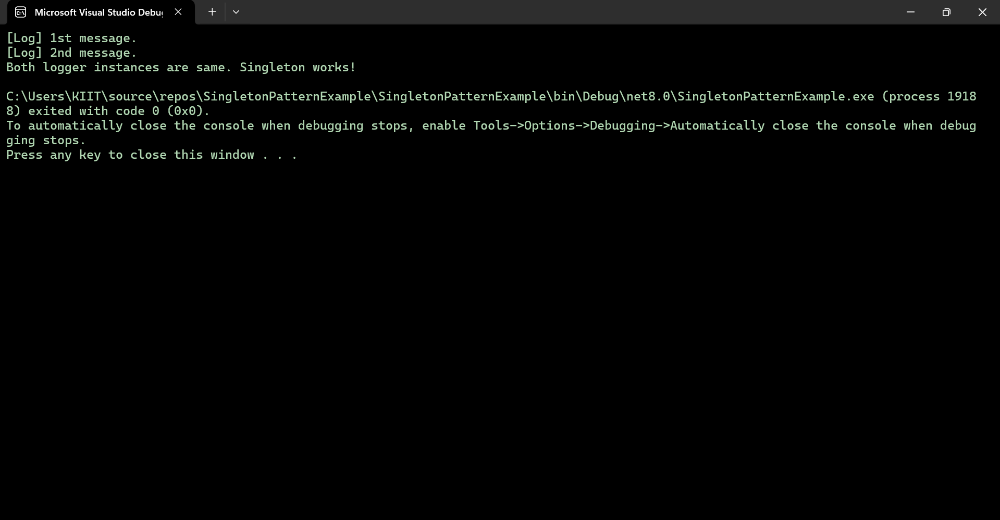 Microsoft Visual Studio Debu
[Log] 1st message.
[Log] 2nd message.
Both logger instances are same. Singleton works!
C:\Users\KIIT\source\repos\SingletonPatternExample\SingletonPatternExample\bin\Debug\net8.0\SingletonPatternExample.exe (process 1918
8) exited with code 0 (0x0).
To automatically close the console when debugging stops, enable Tools->Options->Debugging->Automatically close the console when debug
ging stops.
Press any key to close this window . . .